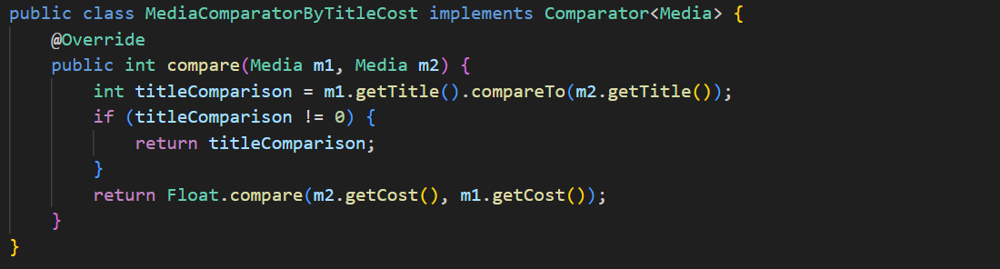 public class MediaComparatorByTitleCost implements Comparator<Media> {
    @Override
    public int compare(Media m1, Media m2) {
        int titleComparison = m1.getTitle().compareTo(m2.getTitle());
        if (titleComparison != 0) {
            return titleComparison;
        }
        return Float.compare(m2.getCost(), m1.getCost());
    }
}